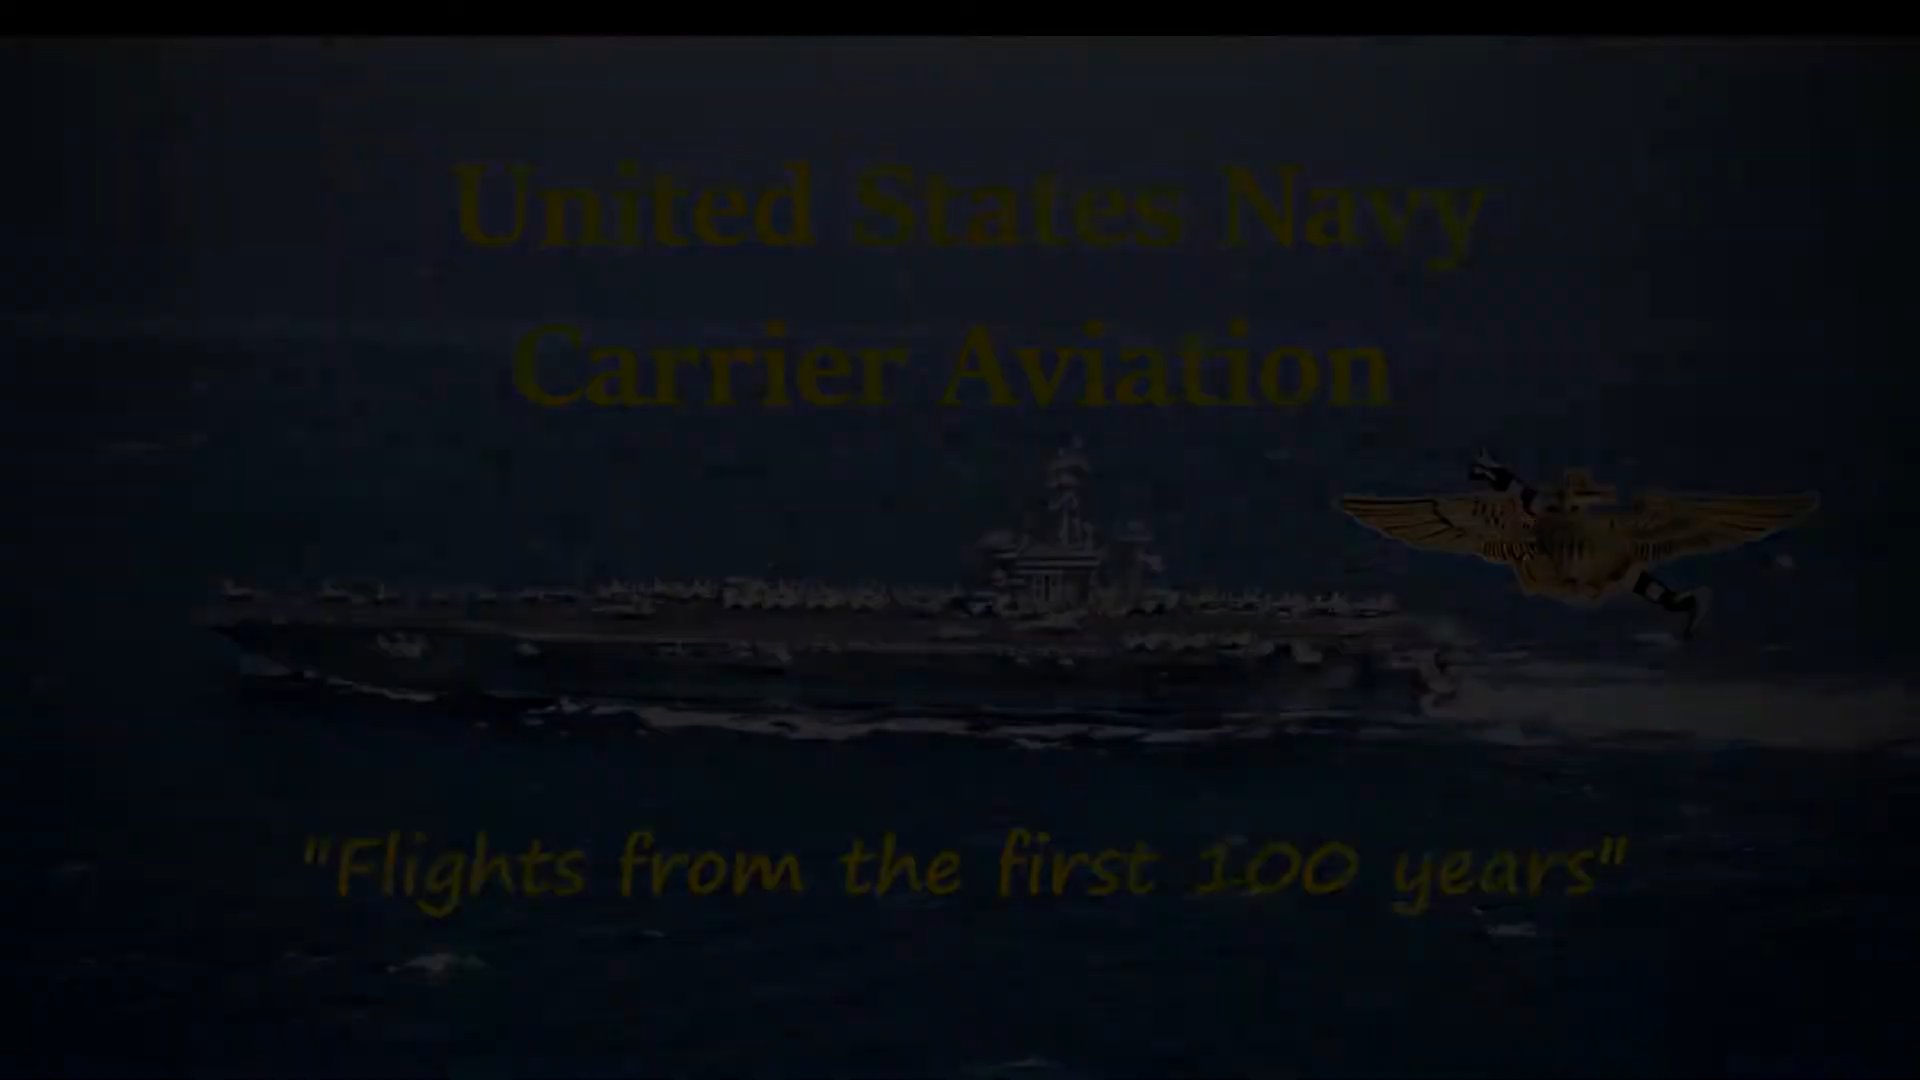 United States Navy
Carrier Aviation
"Flights from the first 100 years"